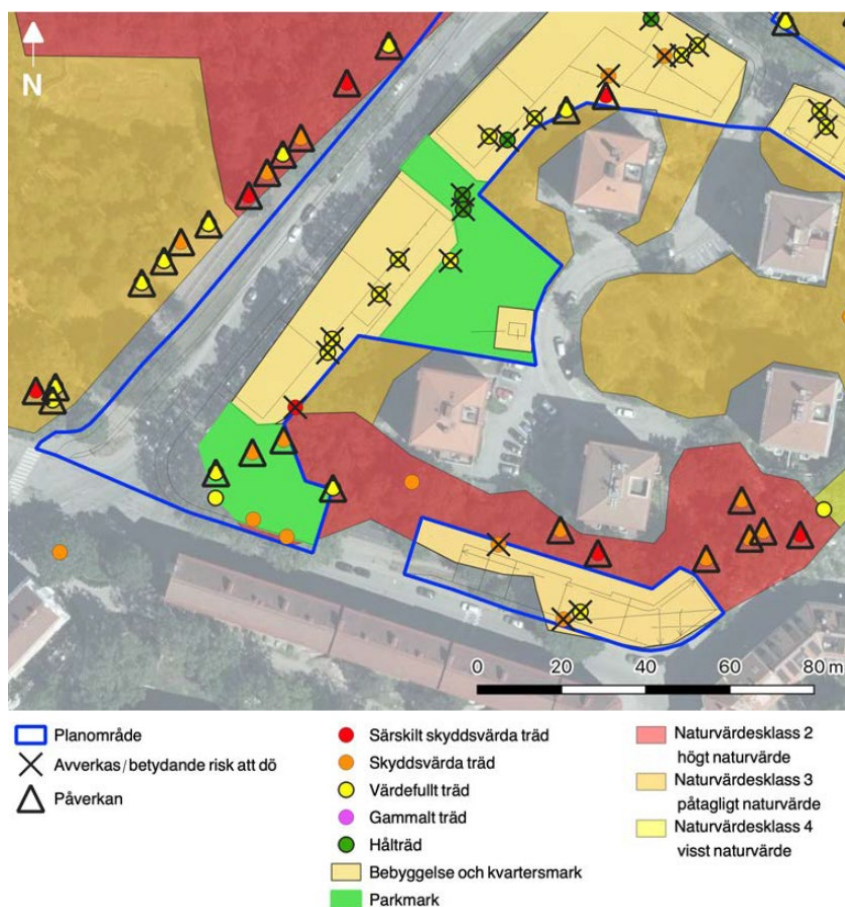 N
0 20 40 60 80 m
Planområde
Avverkas/betydande risk att dö
Påverkan
Särskilt skyddsvärda träd
Skyddsvärda träd
Värdefullt träd
Gammalt träd
Hålträd
Bebyggelse och kvartersmark
Parkmark
Naturvärdesklass 2
högt naturvärde
Naturvärdesklass 3
påtagligt naturvärde
Naturvärdesklass 4
visst naturvärde